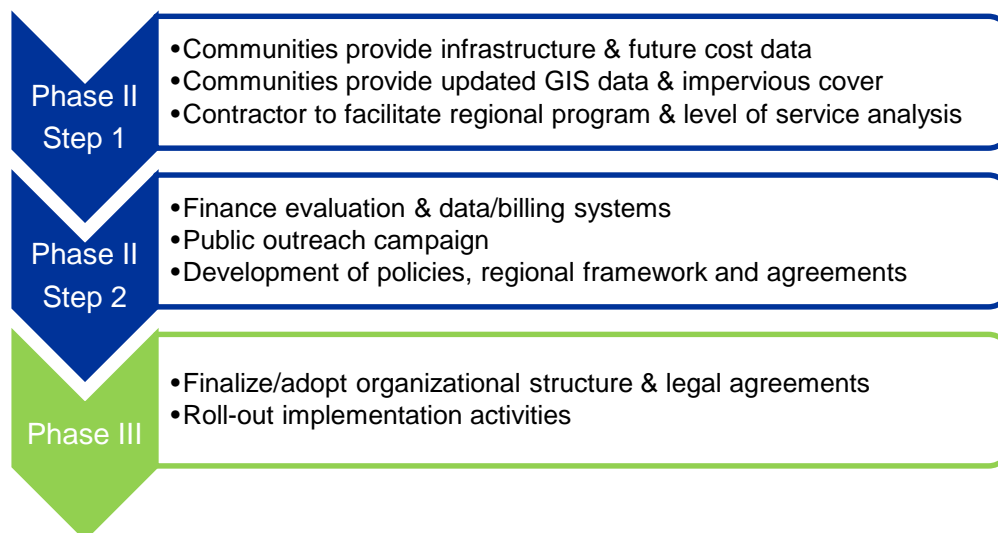 Phase II
Step 1
•Communities provide infrastructure & future cost data
•Communities provide updated GIS data & impervious cover
•Contractor to facilitate regional program & level of service analysis
Phase II
Step 2
•Finance evaluation & data/billing systems
•Public outreach campaign
•Development of policies, regional framework and agreements
Phase III
•Finalize/adopt organizational structure & legal agreements
•Roll-out implementation activities